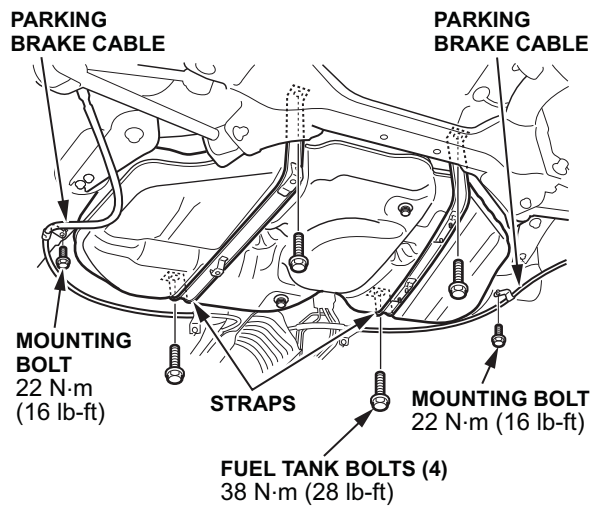 PARKING
BRAKE CABLE
PARKING
BRAKE CABLE
MOUNTING
BOLT
22 N·m
(16 lb-ft)
STRAPS
MOUNTING BOLT
22 N·m (16 lb-ft)
FUEL TANK BOLTS (4)
38 N·m (28 lb-ft)